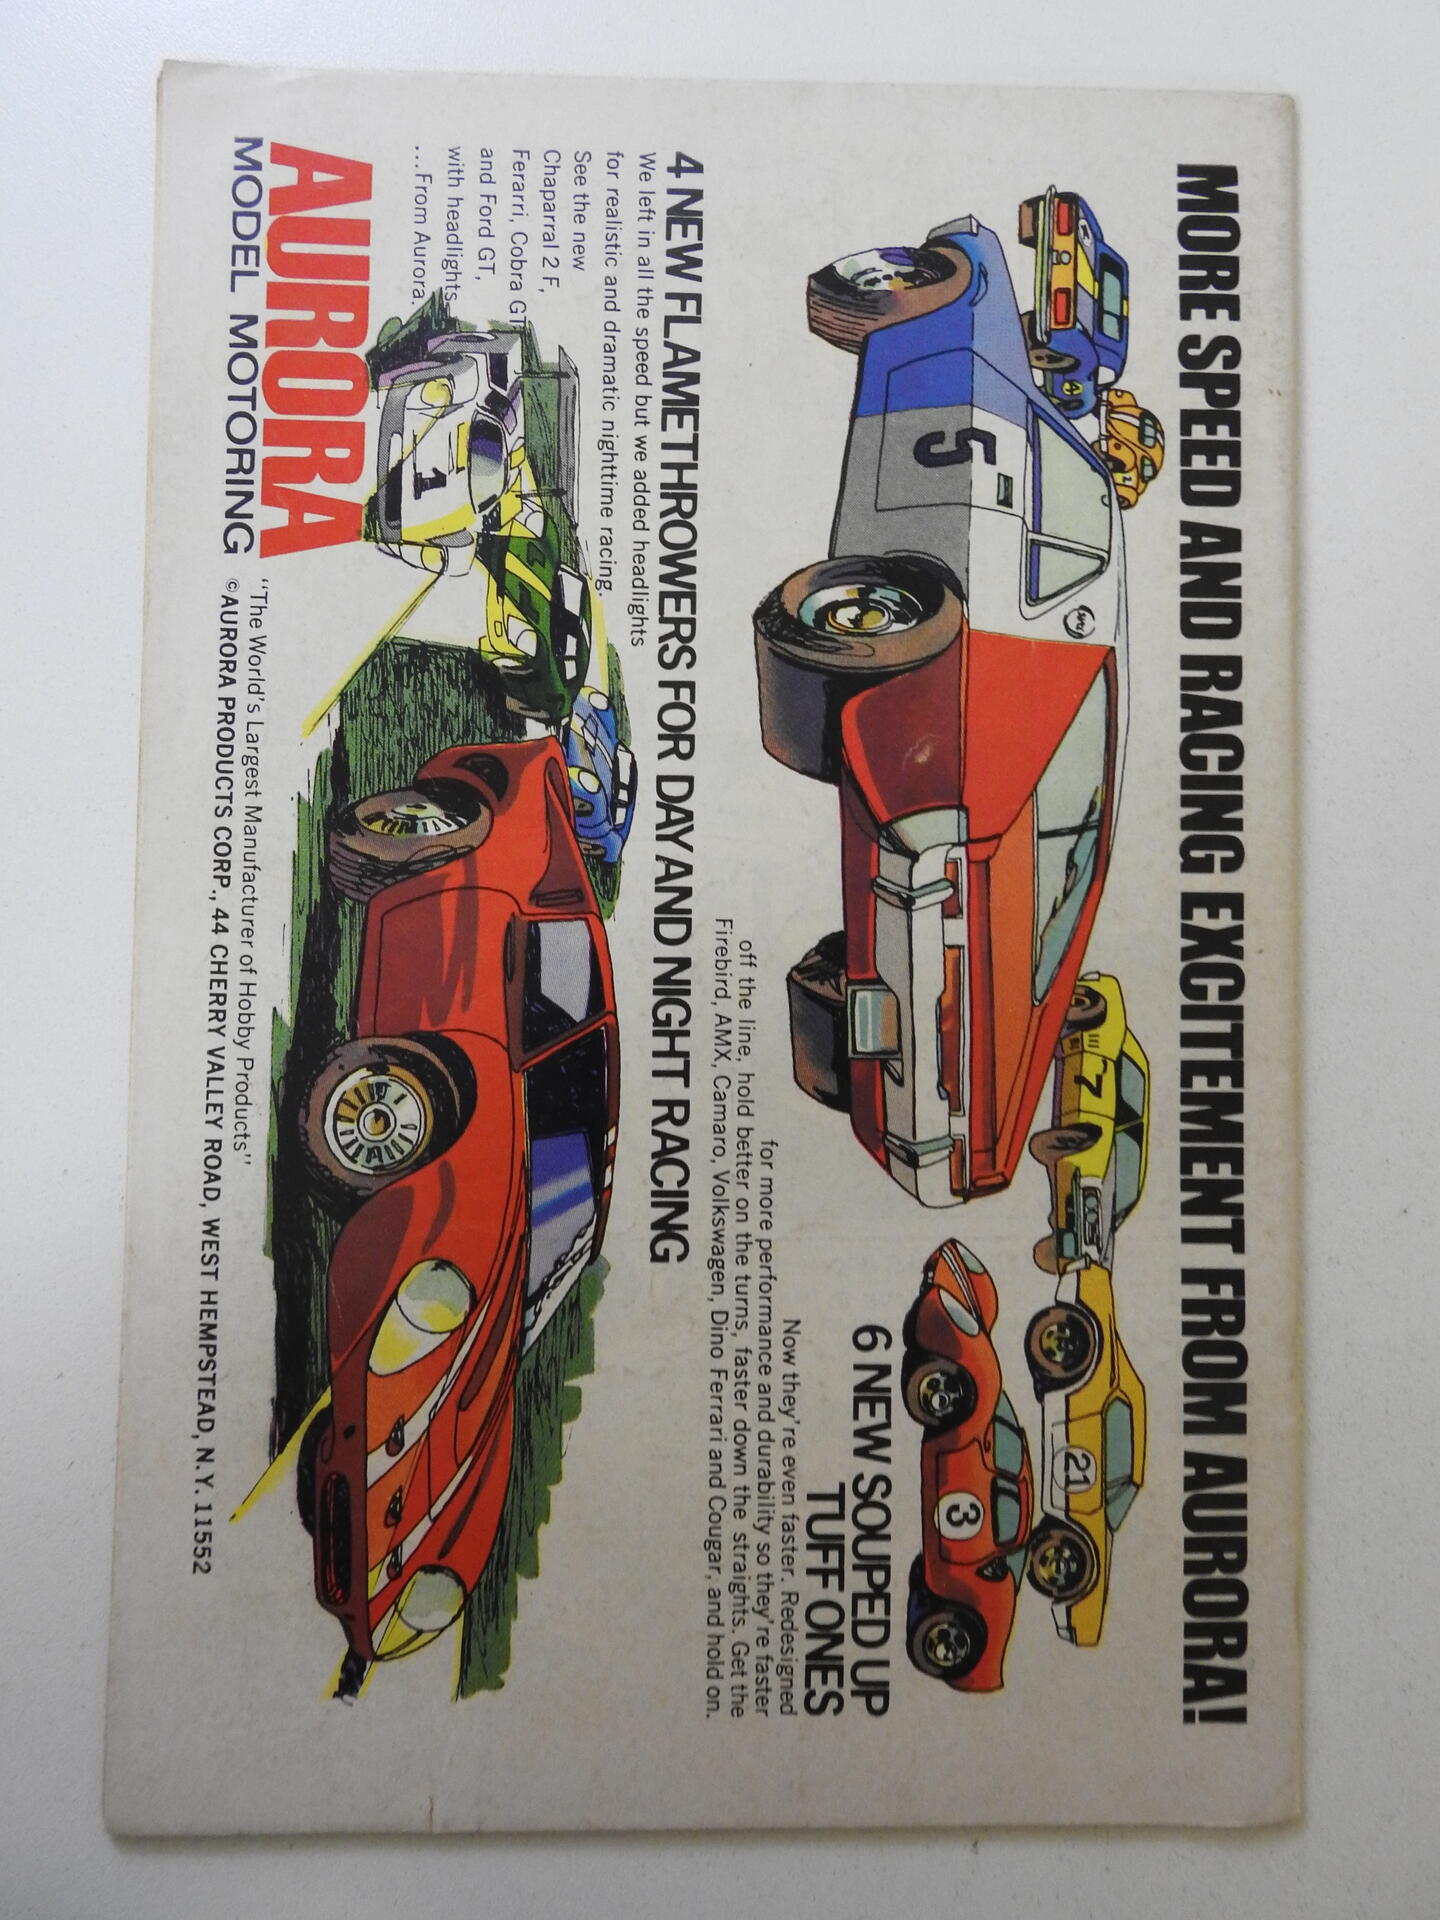 MORE SPEED AND RACING EXCITEMENT FROM AURORA!
5
7
21
3
6 NEW SOUPED UP
TUFF ONES
Now they're even faster. Redesigned
for more performance and durability so they're faster
off the line, hold better on the turns, faster down the straights. Get the
Firebird, AMX, Camaro, Volkswagen, Dino Ferrari and Cougar, and hold on.
4 NEW FLAMETHROWERS FOR DAY AND NIGHT RACING
We left in all the speed but we added headlights
for realistic and dramatic nighttime racing.
See the new
Chaparral 2 F,
Ferarri, Cobra GT
and Ford GT,
with headlights
...From Aurora.
1
AURORA
MODEL MOTORING
"The World's Largest Manufacturer of Hobby Products"
©AURORA PRODUCTS CORP., 44 CHERRY VALLEY ROAD, WEST HEMPSTEAD, N.Y. 11552